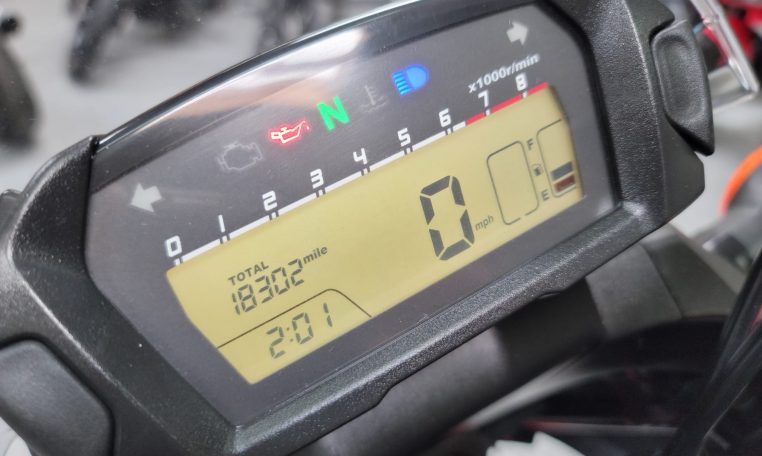 x1000r/min
N
0 1 2 3 4 5 6 7 8
TOTAL
18302 mile
0 mph
F
E
2:01